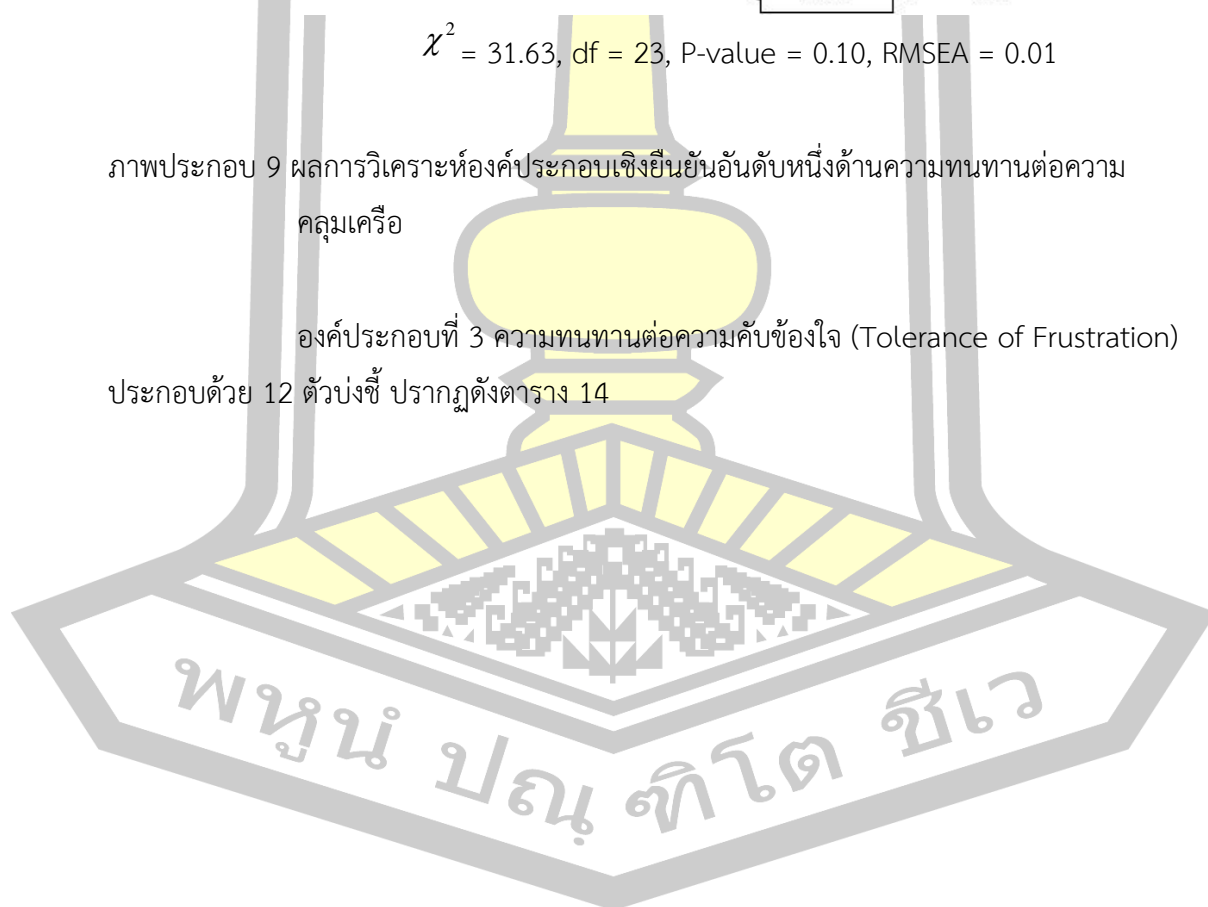 χ² = 31.63, df = 23, P-value = 0.10, RMSEA = 0.01
ภาพประกอบ 9 ผลการวิเคราะห์องค์ประกอบเชิงยืนยันอันดับหนึ่งด้านความทนทานต่อความ
คลุมเครือ
องค์ประกอบที่ 3 ความทนทานต่อความคับข้องใจ (Tolerance of Frustration)
ประกอบด้วย 12 ตัวบ่งชี้ ปรากฏดังตาราง 14
พหูนํ ปณฺฑิโต ชีเว